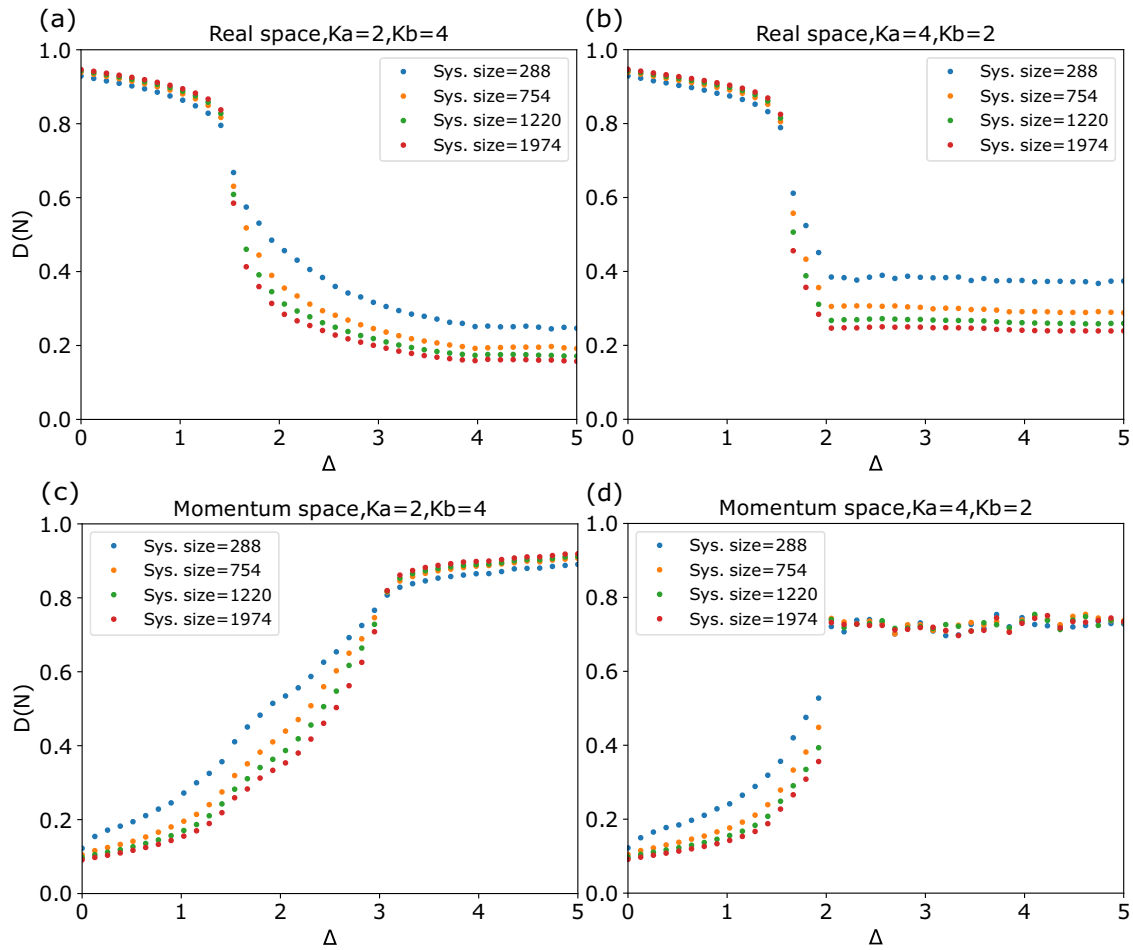 (a)
Real space,Ka=2,Kb=4
1.0
0.8
0.6
0.4
0.2
0.0
D(N)
Sys. size=288
Sys. size=754
Sys. size=1220
Sys. size=1974
0 1 2 3 4 5
Δ
(b)
Real space,Ka=4,Kb=2
1.0
0.8
0.6
0.4
0.2
0.0
Sys. size=288
Sys. size=754
Sys. size=1220
Sys. size=1974
0 1 2 3 4 5
Δ
(c)
Momentum space,Ka=2,Kb=4
1.0
0.8
0.6
0.4
0.2
0.0
D(N)
Sys. size=288
Sys. size=754
Sys. size=1220
Sys. size=1974
0 1 2 3 4 5
Δ
(d)
Momentum space,Ka=4,Kb=2
1.0
0.8
0.6
0.4
0.2
0.0
Sys. size=288
Sys. size=754
Sys. size=1220
Sys. size=1974
0 1 2 3 4 5
Δ